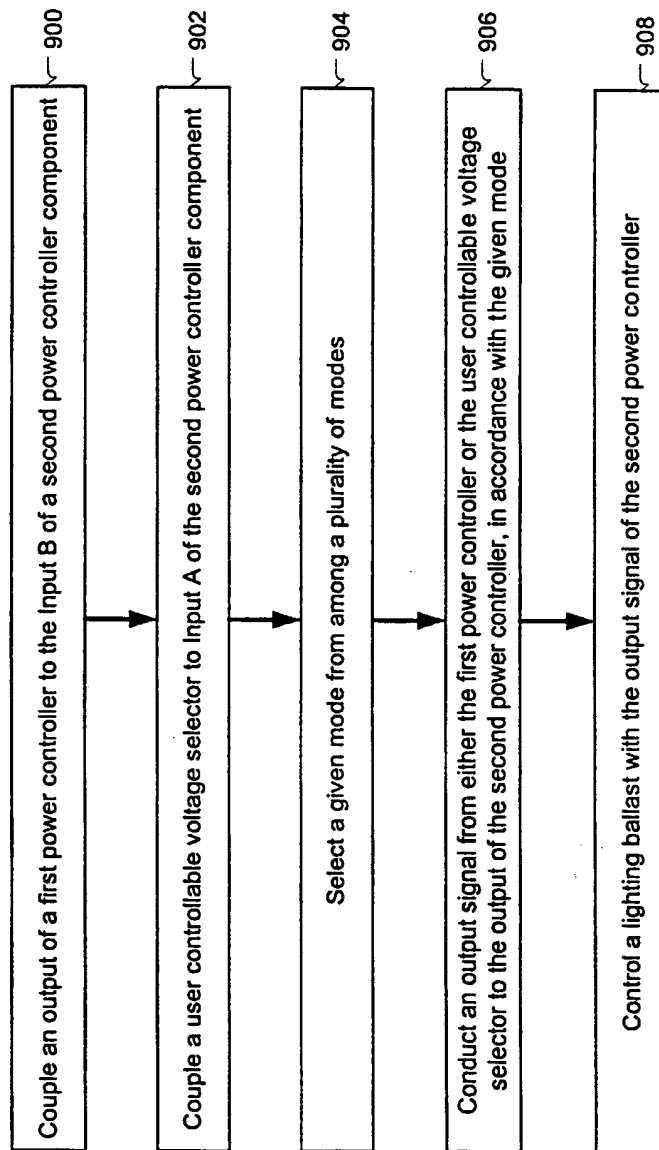 Couple an output of a first power controller to the Input B of a second power controller component
900
Couple a user controllable voltage selector to Input A of the second power controller component
902
Select a given mode from among a plurality of modes
904
Conduct an output signal from either the first power controller or the user controllable voltage
selector to the output of the second power controller, in accordance with the given mode
906
Control a lighting ballast with the output signal of the second power controller
908